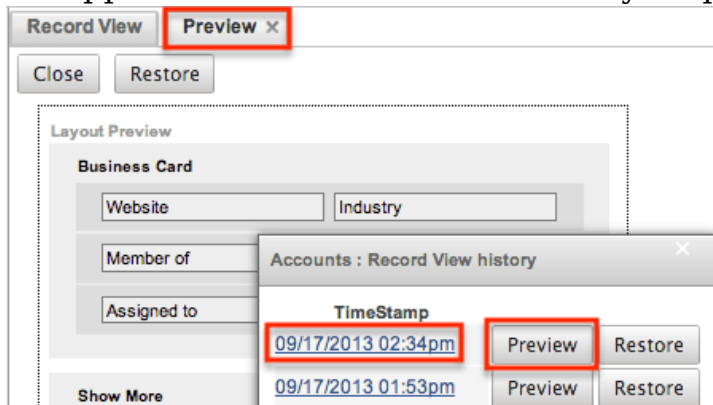 Record View Preview ×
Close Restore
Layout Preview
Business Card
Website Industry
Member of
Assigned to
Show More
Accounts : Record View history
TimeStamp
09/17/2013 02:34pm Preview Restore
09/17/2013 01:53pm Preview Restore